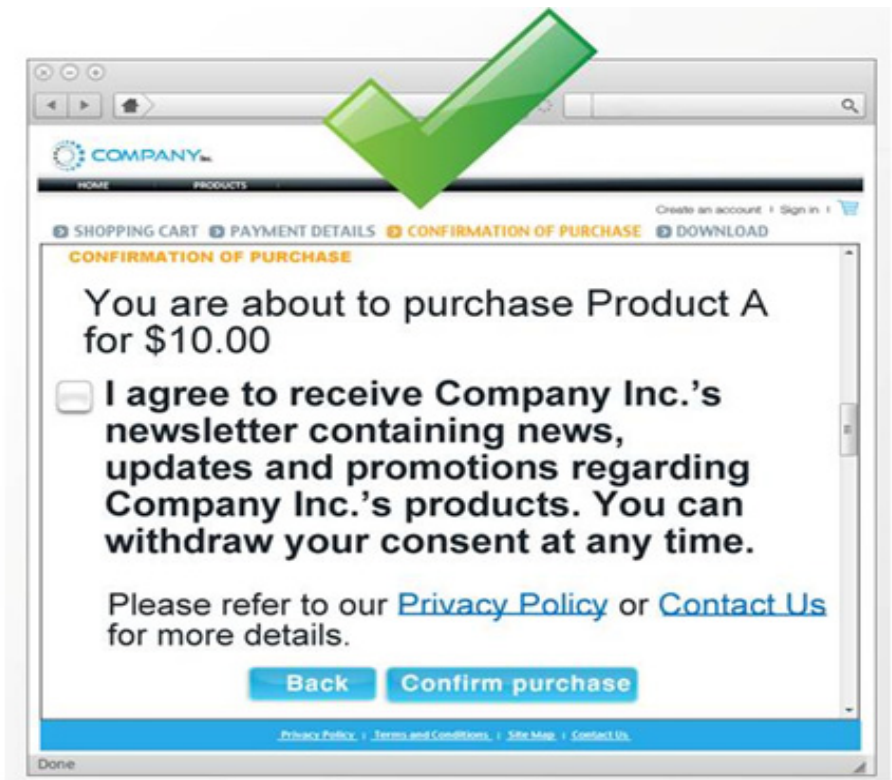 COMPANY Inc.
HOME PRODUCTS
Create an account | Sign in |
SHOPPING CART PAYMENT DETAILS CONFIRMATION OF PURCHASE DOWNLOAD
CONFIRMATION OF PURCHASE
You are about to purchase Product A
for $10.00
I agree to receive Company Inc.’s
newsletter containing news,
updates and promotions regarding
Company Inc.’s products. You can
withdraw your consent at any time.
Please refer to our Privacy Policy or Contact Us
for more details.
Back Confirm purchase
Privacy Policy | Terms and Conditions | Site Map | Contact Us
Done